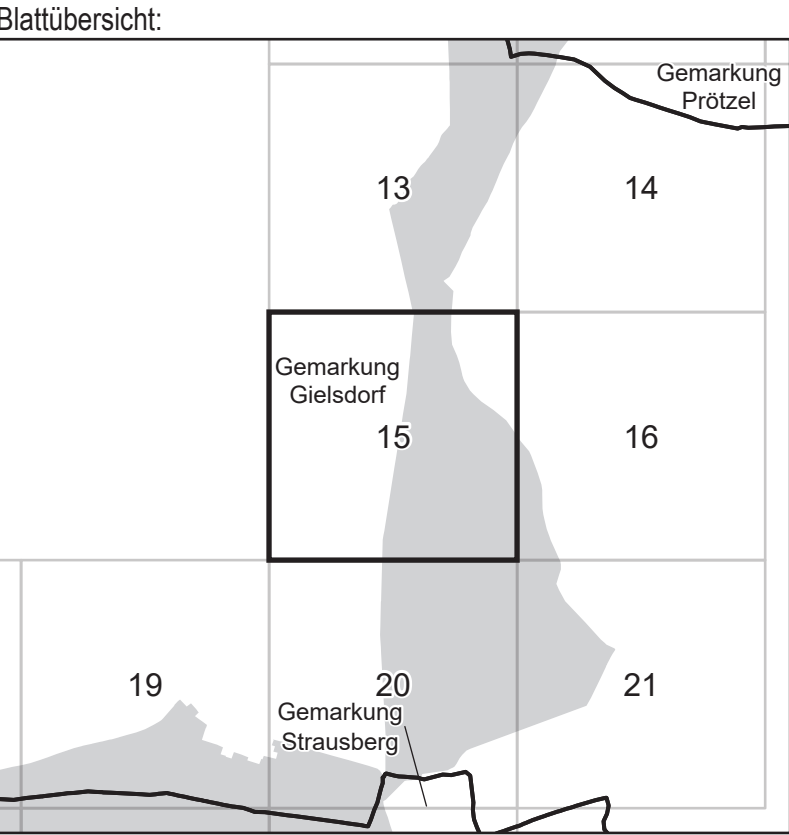 Blattübersicht:
Gemarkung
Prötzel
13
14
Gemarkung
Gielsdorf
15
16
19
20
21
Gemarkung
Strausberg